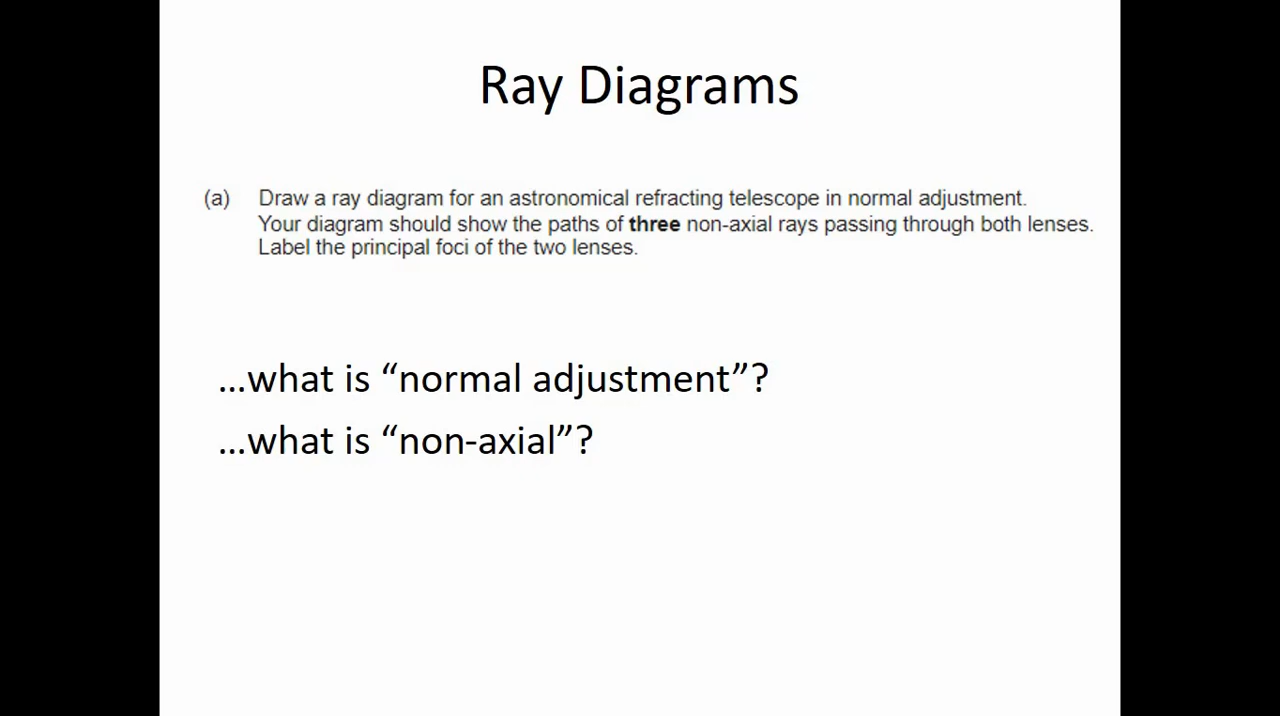 Ray Diagrams
(a) Draw a ray diagram for an astronomical refracting telescope in normal adjustment.
Your diagram should show the paths of three non-axial rays passing through both lenses.
Label the principal foci of the two lenses.
…what is “normal adjustment”?
…what is “non-axial”?